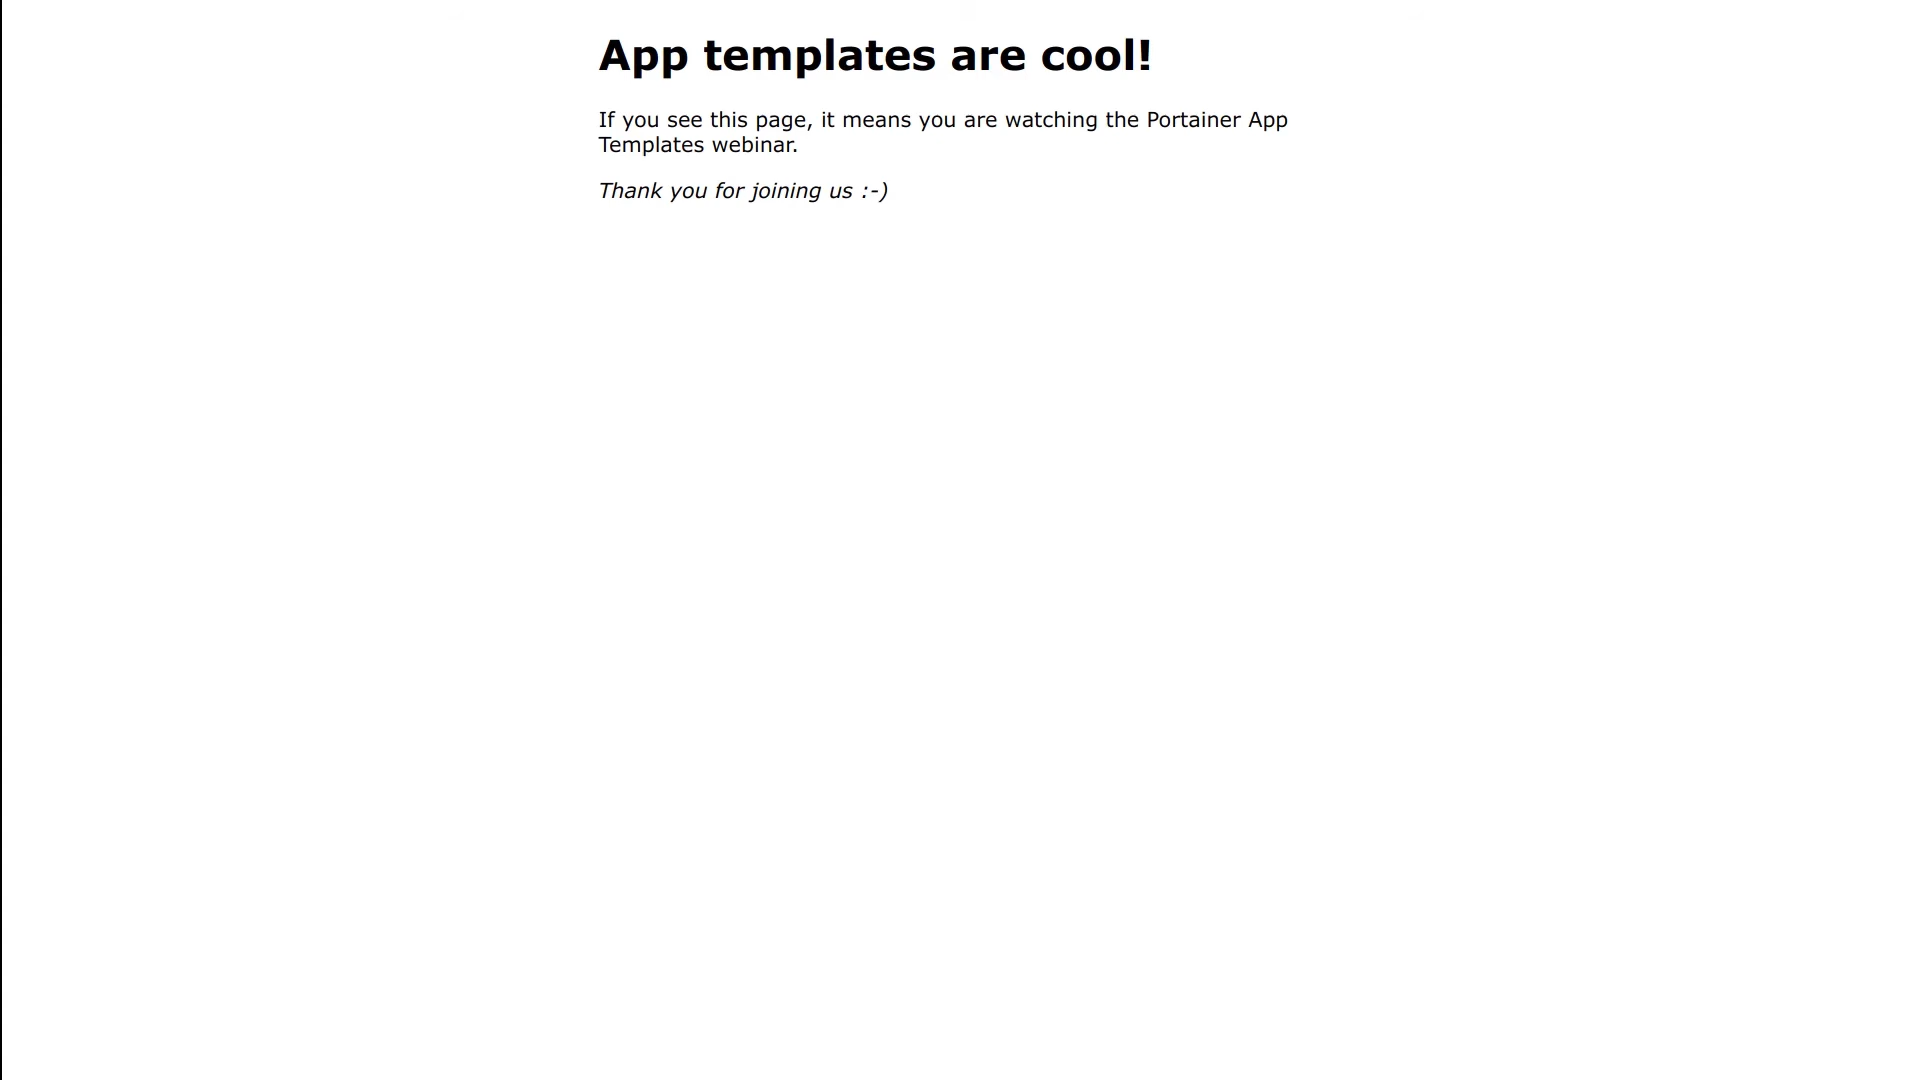 App templates are cool!
If you see this page, it means you are watching the Portainer App
Templates webinar.
Thank you for joining us :-)